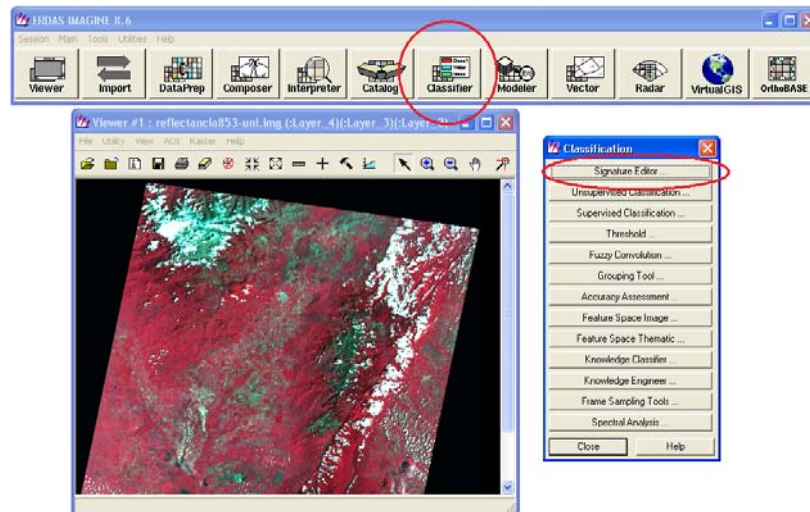 ERDAS IMAGINE 8.6
Session Main Tools Utilities Help
Viewer Import DataPrep Composer Interpreter Catalog Classifier Modeler Vector Radar VirtualGIS OrthoBASE
Viewer #1 : reflectancia853-uni.img (:Layer_4)(:Layer_3)(:Layer_2)
File Utility View AOI Raster Help
Classification
Signature Editor ...
Unsupervised Classification ...
Supervised Classification ...
Threshold ...
Fuzzy Convolution ...
Grouping Tool ...
Accuracy Assessment ...
Feature Space Image ...
Feature Space Thematic ...
Knowledge Classifier ...
Knowledge Engineer ...
Frame Sampling Tools ...
Spectral Analysis ...
Close Help